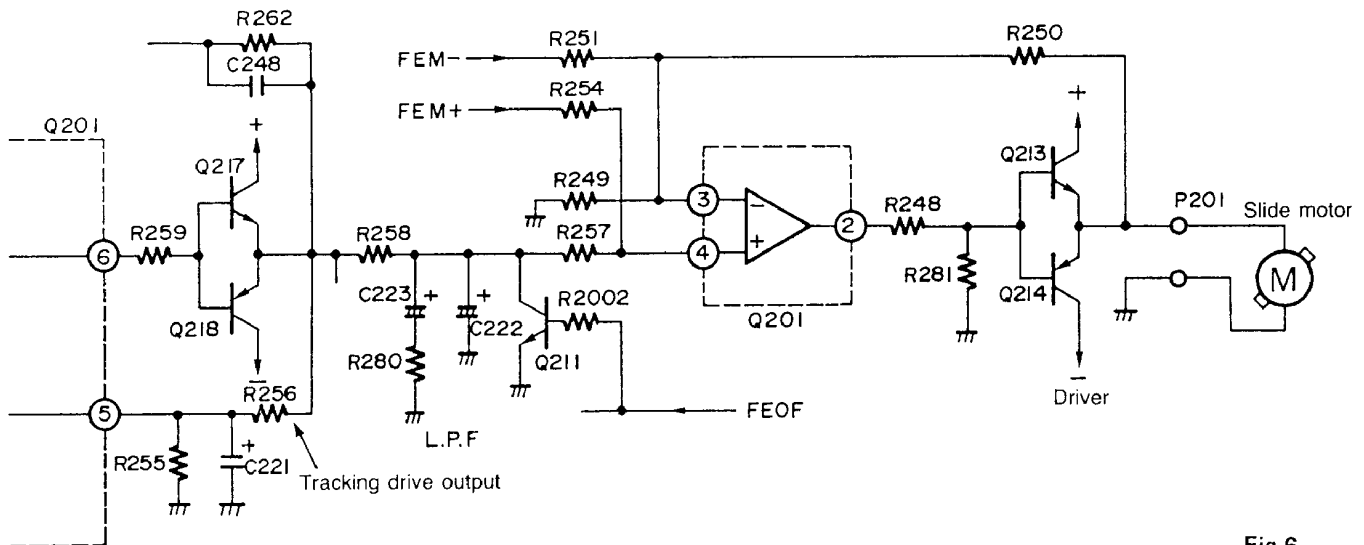 R262
C248
Q201
+
Q217
R259
6
Q218
−
5
R256
R255
+
C221
Tracking drive output
R258
C223
+
R280
L.P.F
+
C222
R257
R2002
Q211
FEOF
FEM−
R251
FEM+
R254
R249
3
−
4
+
2
Q201
R250
R248
R281
+
Q213
Q214
−
Driver
P201
Slide motor
M
Fig.6